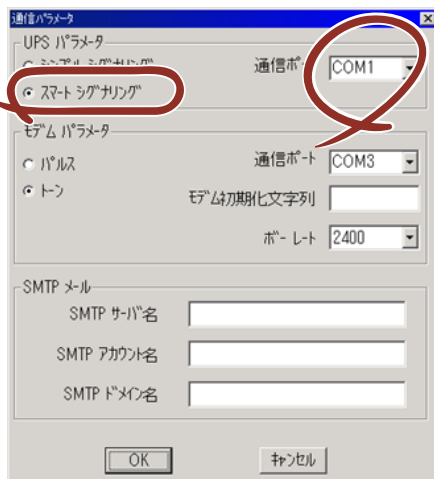 通信パラメータ
UPS パラメータ
シンプル シグナリング
通信ポ
COM1
スマート シグナリング
モデム パラメータ
パルス
通信ポート
COM3
トーン
モデム初期化文字列
ボーレート
2400
SMTP メール
SMTP サーバ名
SMTP アカウント名
SMTP ドメイン名
OK
キャンセル